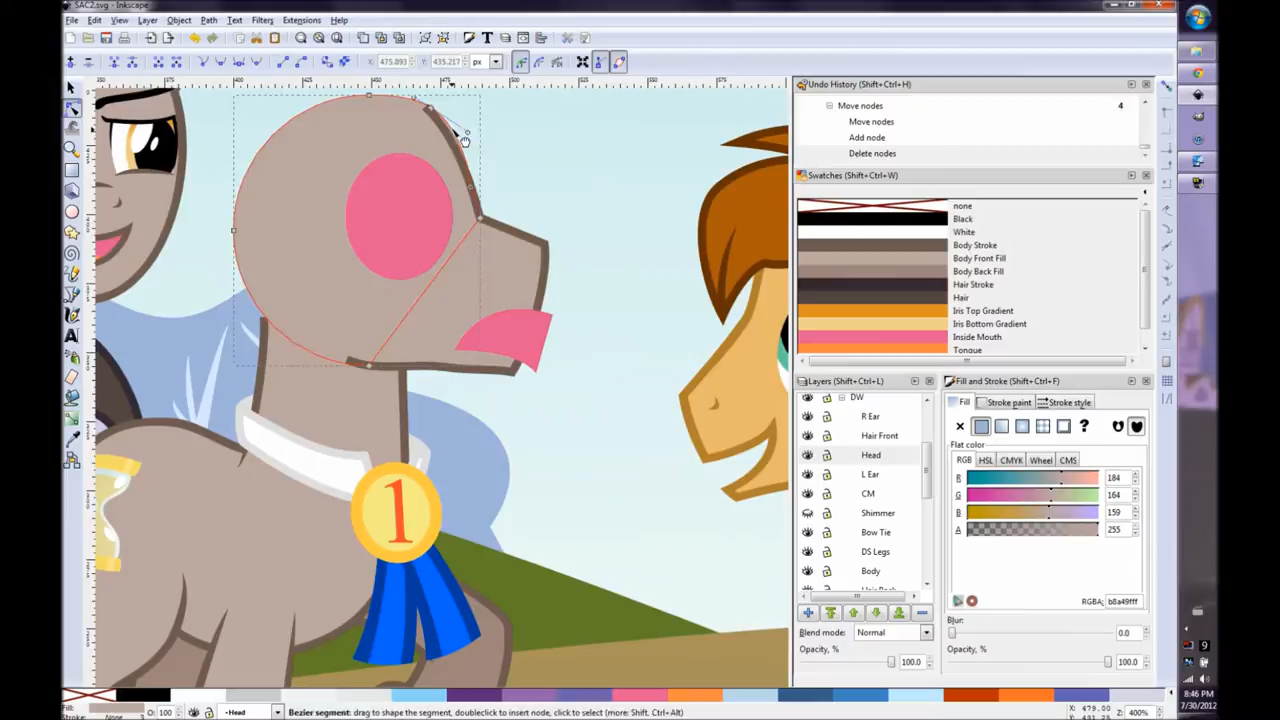 SAC2.svg - Inkscape
File Edit View Layer Object Path Text Filters Extensions Help
X: 475.893 Y: 435.217 px
Undo History (Shift+Ctrl+H)
Move nodes 4
Move nodes
Add node
Delete nodes
Swatches (Shift+Ctrl+W)
none
Black
White
Body Stroke
Body Front Fill
Body Back Fill
Hair Stroke
Hair
Iris Top Gradient
Iris Bottom Gradient
Inside Mouth
Tongue
Layers (Shift+Ctrl+L)
DW
R Ear
Hair Front
Head
L Ear
CM
Shimmer
Bow Tie
DS Legs
Body
Blend mode: Normal
Opacity, % 100.0
Fill and Stroke (Shift+Ctrl+F)
Fill Stroke paint Stroke style
?
Flat color
RGB HSL CMYK Wheel CMS
R 184
G 164
B 159
A 255
RGBA: b8a49fff
Blur:
0.0
Opacity, %
100.0
1
9
8:46 PM
7/30/2012
Fill:
Stroke: None
O: 100
Head
Bezier segment: drag to shape the segment, doubleclick to insert node, click to select (more: Shift, Ctrl+Alt)
X: 479.00
Z: 400%